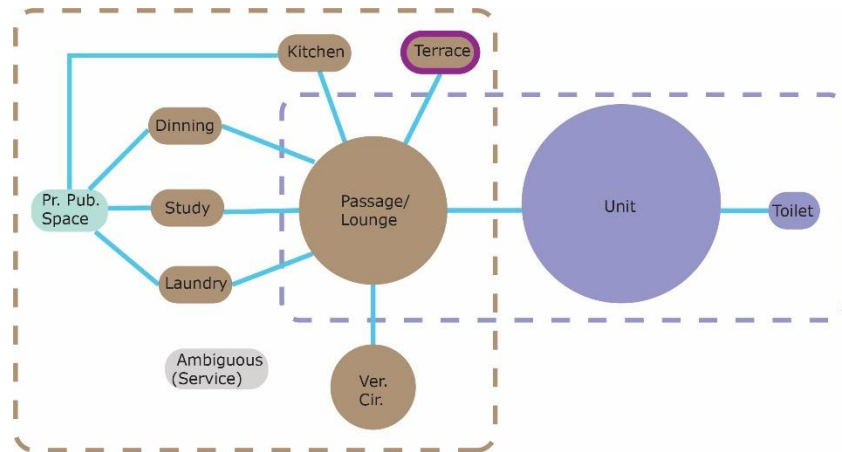 Kitchen
Terrace
Dinning
Pr. Pub.
Space
Study
Passage/
Lounge
Unit
Toilet
Laundry
Ambiguous
(Service)
Ver.
Cir.